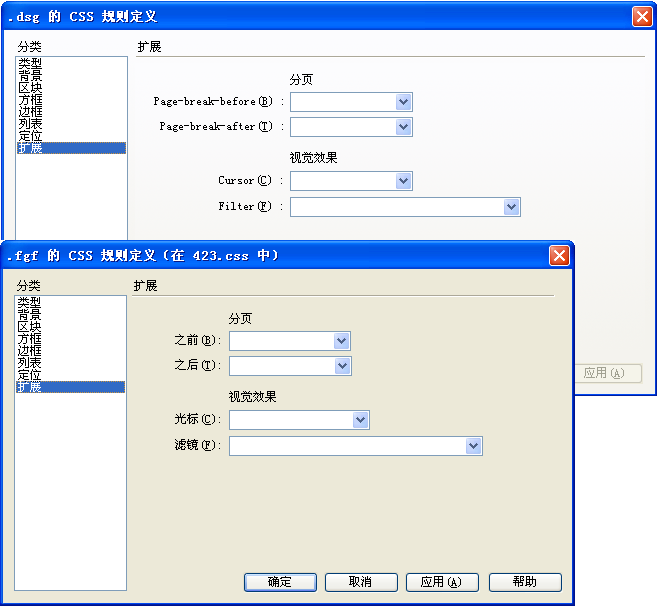 .dsg 的 CSS 规则定义
分类
扩展
类型
背景
区块
方框
边框
列表
定位
扩展
分页
Page-break-before(B) :
Page-break-after(T) :
视觉效果
Cursor(C) :
Filter(F) :
应用(A)
.fgf 的 CSS 规则定义(在 423.css 中)
分类
扩展
类型
背景
区块
方框
边框
列表
定位
扩展
分页
之前(B):
之后(T):
视觉效果
光标(C):
滤镜(F):
确定 取消 应用(A) 帮助